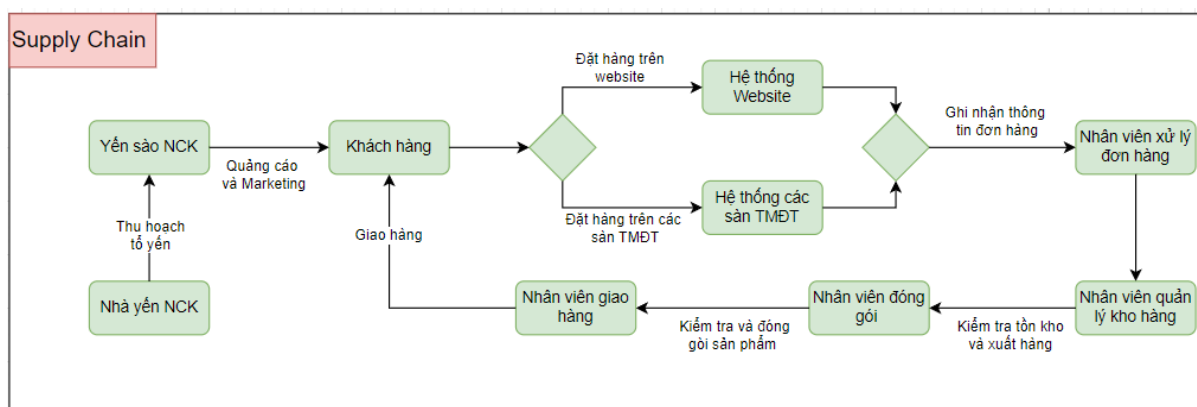 Supply Chain
Đặt hàng trên
website
Hệ thống
Website
Ghi nhận thông
tin đơn hàng
Yến sào NCK
Quảng cáo
và Marketing
Khách hàng
Nhân viên xử lý
đơn hàng
Đặt hàng trên các
sàn TMĐT
Hệ thống các
sàn TMĐT
Thu hoạch
tổ yến
Giao hàng
Nhà yến NCK
Nhân viên giao
hàng
Kiểm tra và đóng
gòi sản phẩm
Nhân viên đóng
gói
Kiểm tra tồn kho
và xuất hàng
Nhân viên quản
lý kho hàng